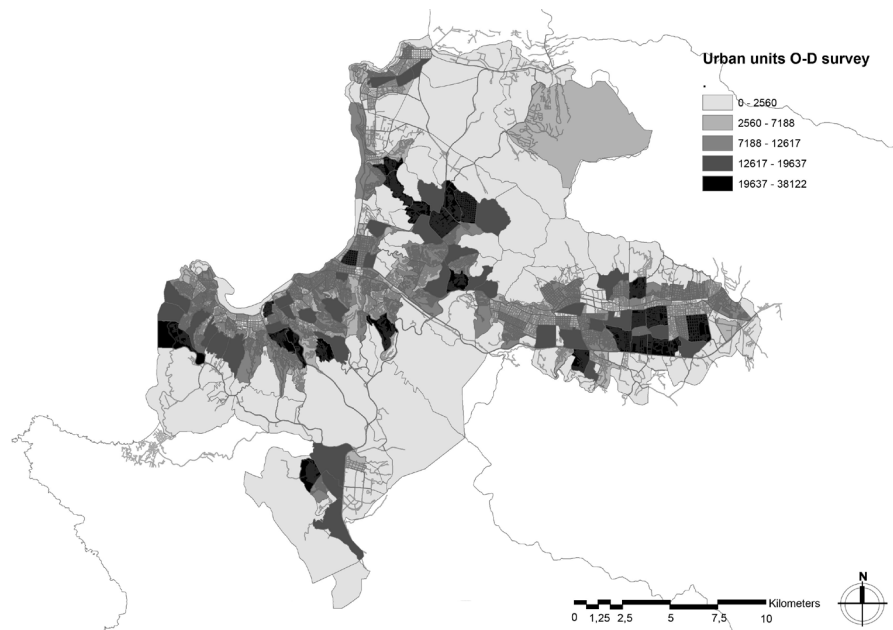 Urban units O-D survey
.
0 - 2560
2560 - 7188
7188 - 12617
12617 - 19637
19637 - 38122
N
Kilometers
0 1,25 2,5 5 7,5 10